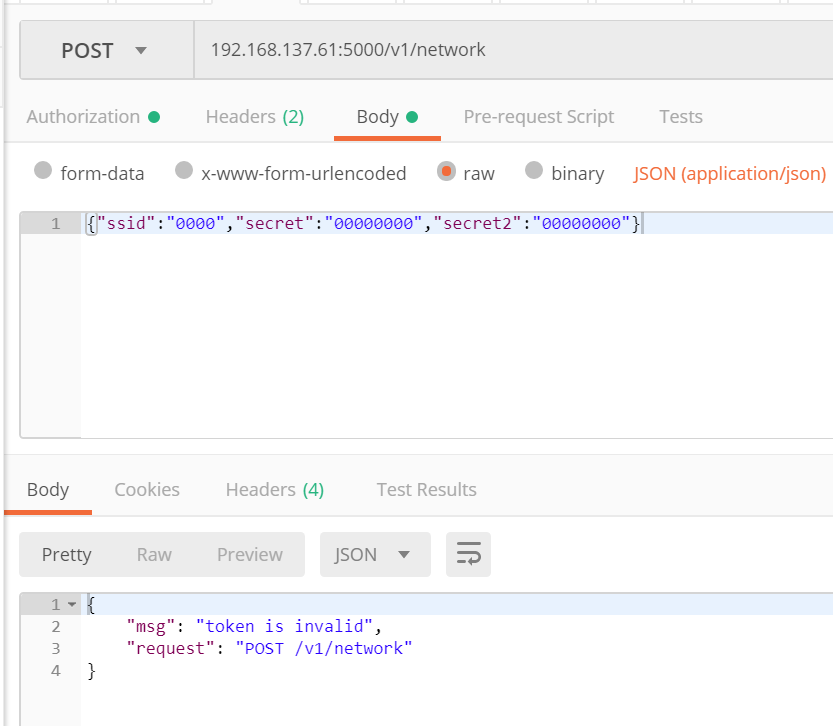 POST 192.168.137.61:5000/v1/network
Authorization Headers (2) Body Pre-request Script Tests
form-data x-www-form-urlencoded raw binary JSON (application/json)
1 {"ssid":"0000","secret":"00000000","secret2":"00000000"}
Body Cookies Headers (4) Test Results
Pretty Raw Preview JSON
1 {
2 "msg": "token is invalid",
3 "request": "POST /v1/network"
4 }